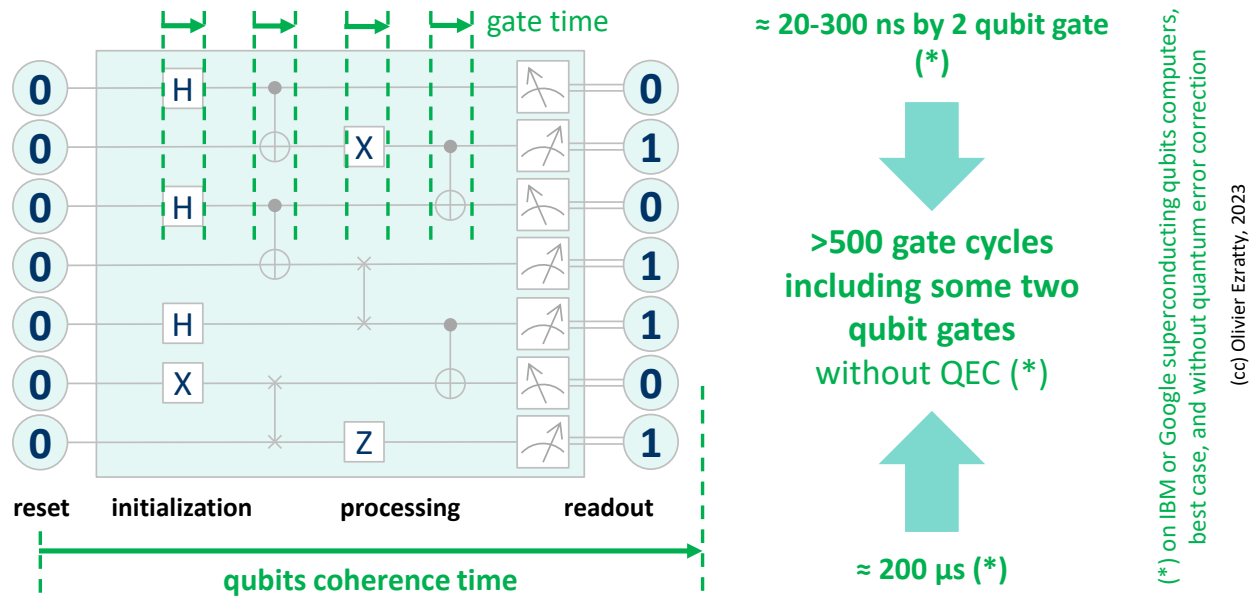 gate time
0 H 0
0 X 1
0 H 0
0 1
0 H 1
0 X 0
0 Z 1
reset initialization processing readout
qubits coherence time
≈ 20-300 ns by 2 qubit gate
(*)
>500 gate cycles
including some two
qubit gates
without QEC (*)
≈ 200 µs (*)
(*) on IBM or Google superconducting qubits computers,
best case, and without quantum error correction
(cc) Olivier Ezratty, 2023